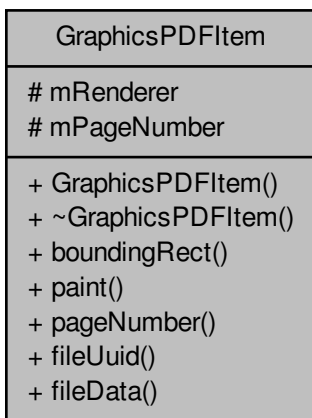 GraphicsPDFItem
# mRenderer
# mPageNumber
+ GraphicsPDFItem()
+ ~GraphicsPDFItem()
+ boundingRect()
+ paint()
+ pageNumber()
+ fileUuid()
+ fileData()